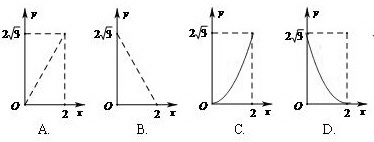 y y y y
2√3 2√3 2√3 2√3
O 2 x O 2 x O 2 x O 2 x
A. B. C. D.